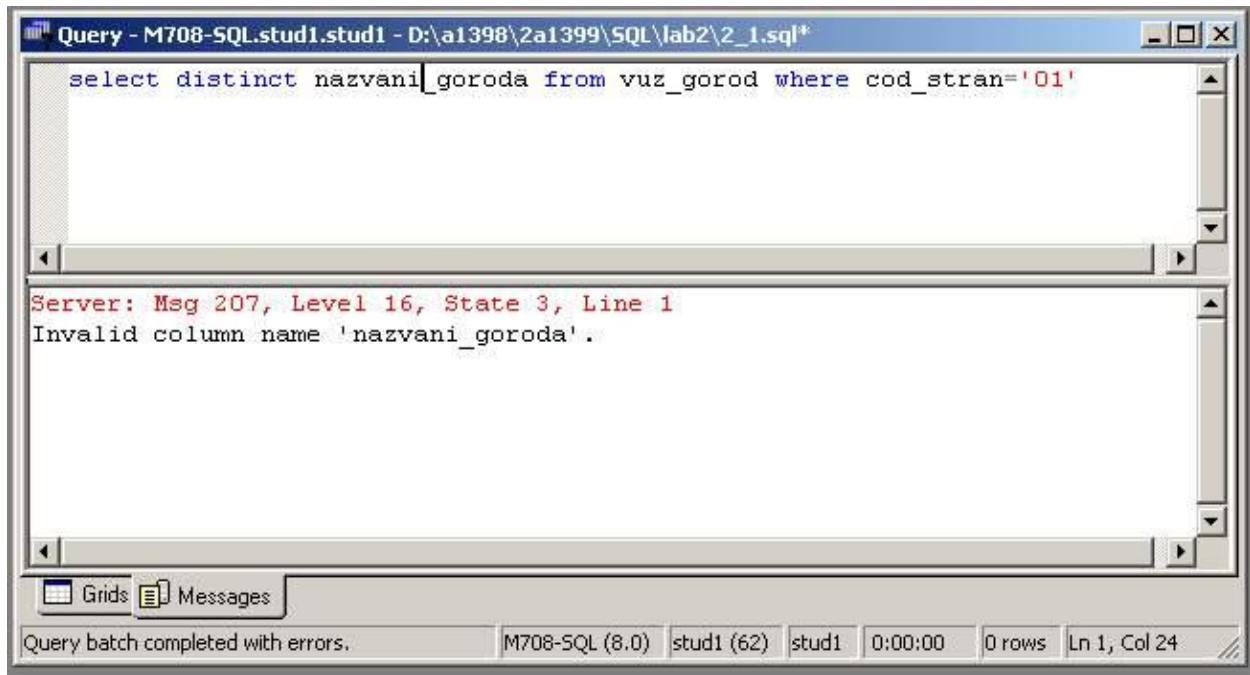 Query - M708-SQL.stud1.stud1 - D:\a1398\2a1399\SQL\lab2\2_1.sql*
select distinct nazvani_goroda from vuz_gorod where cod_stran='01'
Server: Msg 207, Level 16, State 3, Line 1
Invalid column name 'nazvani_goroda'.
Grids Messages
Query batch completed with errors. M708-SQL (8.0) stud1 (62) stud1 0:00:00 0 rows Ln 1, Col 24